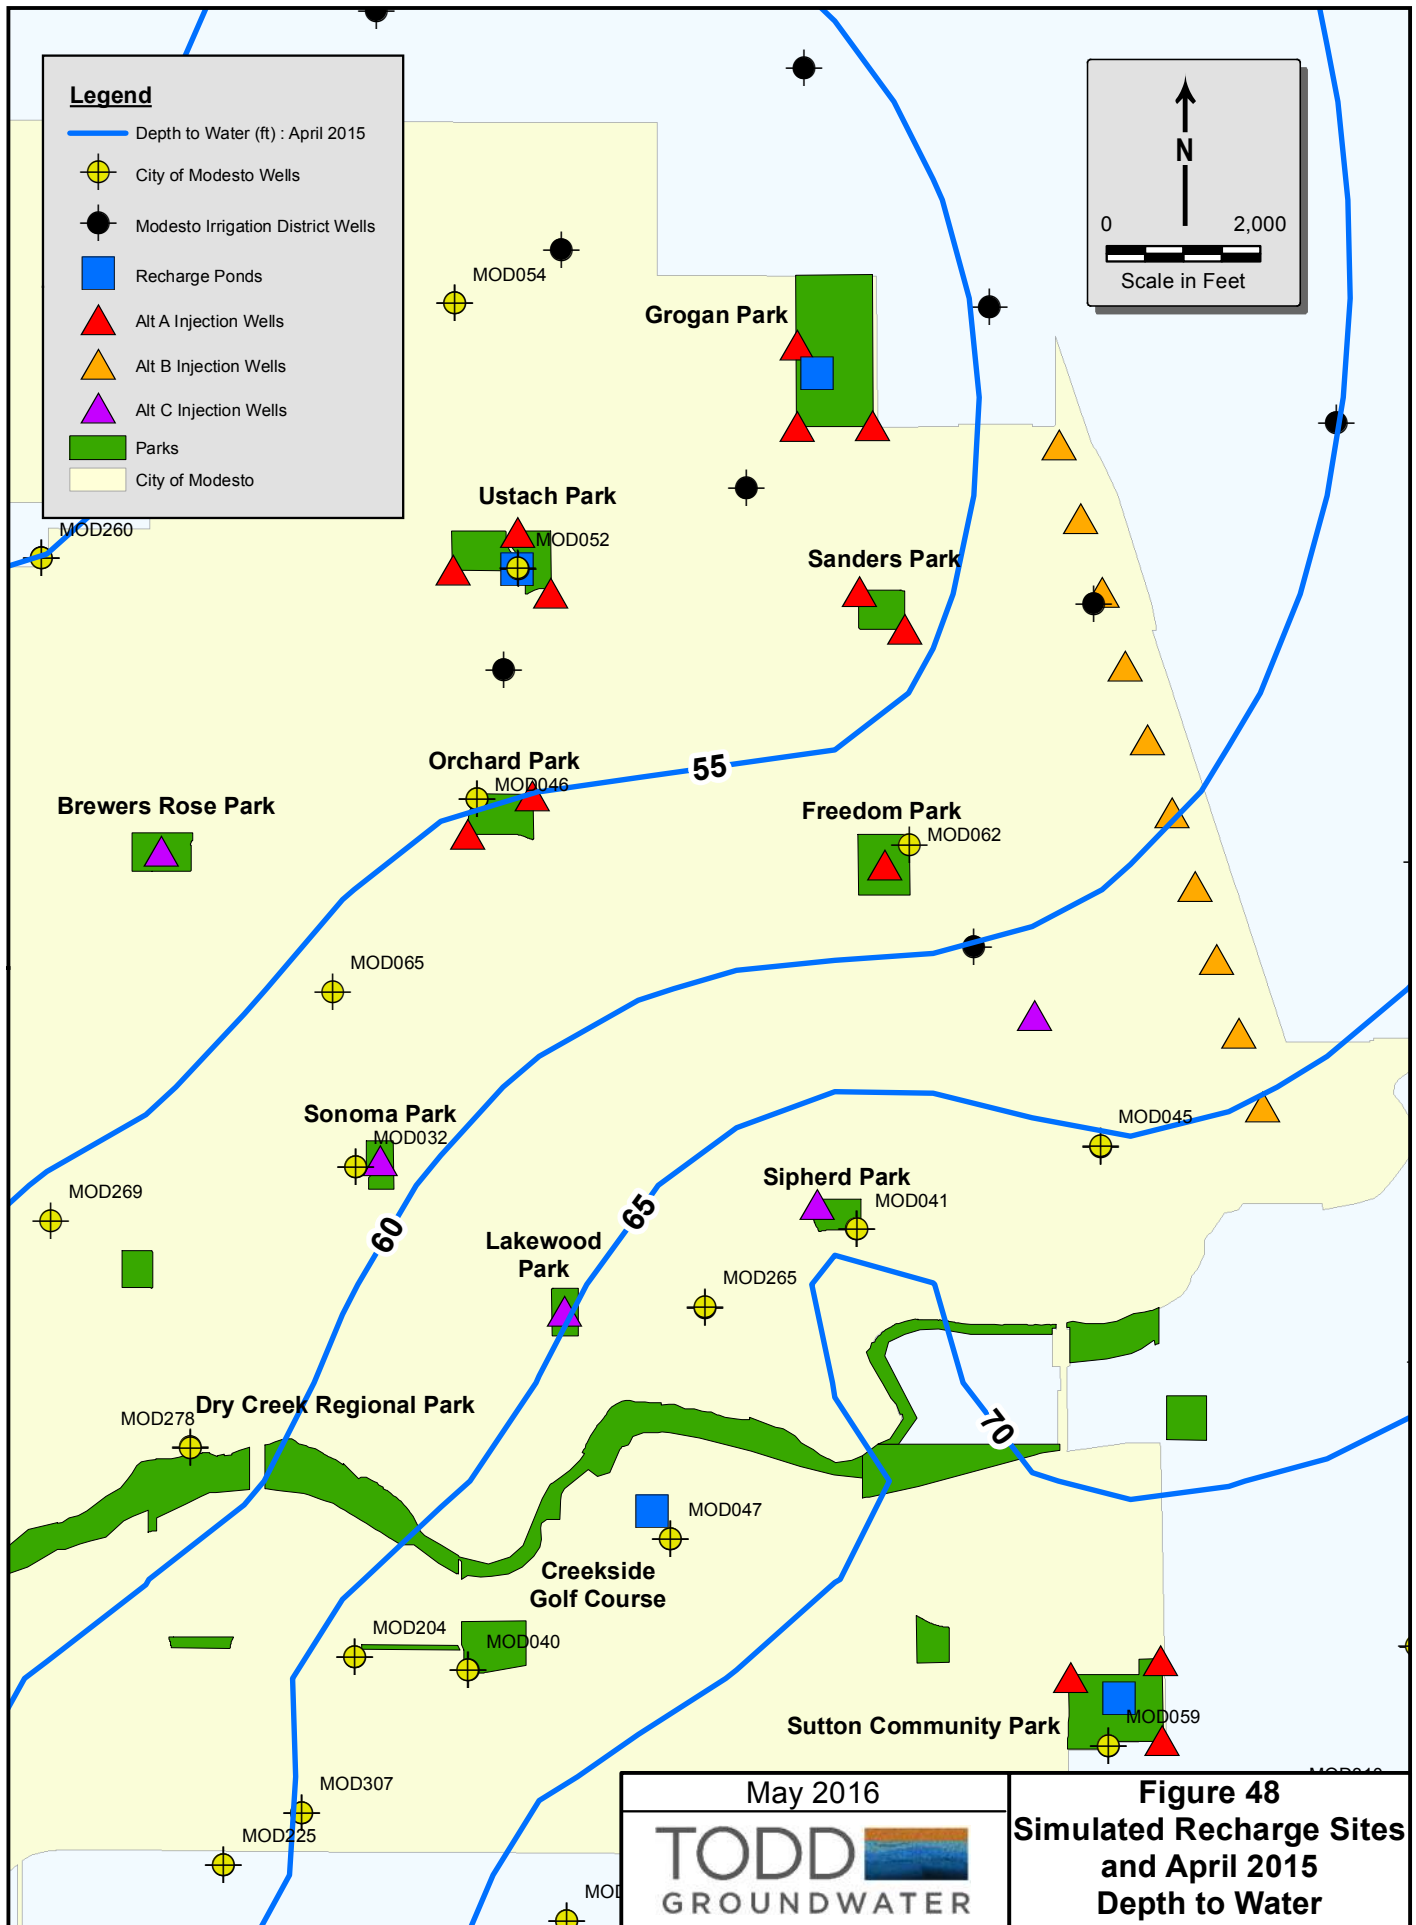 Legend
Depth to Water (ft) : April 2015
City of Modesto Wells
Modesto Irrigation District Wells
Recharge Ponds
Alt A Injection Wells
Alt B Injection Wells
Alt C Injection Wells
Parks
City of Modesto
N
0 2,000
Scale in Feet
MOD054
Grogan Park
Ustach Park
MOD260
MOD052
Sanders Park
55
Orchard Park
MOD046
Brewers Rose Park
Freedom Park
MOD062
MOD065
Sonoma Park
MOD032
MOD045
Sipherd Park
MOD041
MOD269
60
65
Lakewood
Park
MOD265
Dry Creek Regional Park
MOD278
70
MOD047
Creekside
Golf Course
MOD204
MOD040
Sutton Community Park
MOD059
MOD307
MOD225
MOD
May 2016
TODD
GROUNDWATER
Figure 48
Simulated Recharge Sites
and April 2015
Depth to Water